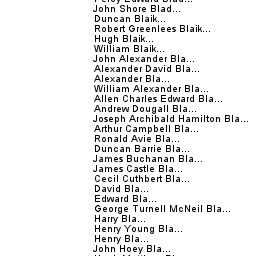 Percy Edward Blad...
John Shore Blad...
Duncan Blaik...
Robert Greenlees Blaik...
Hugh Blaik...
William Blaik...
John Alexander Bla...
Alexander David Bla...
Alexander Bla...
William Alexander Bla...
Allen Charles Edward Bla...
Andrew Dougall Bla...
Joseph Archibald Hamilton Bla...
Arthur Campbell Bla...
Ronald Avie Bla...
Duncan Barrie Bla...
James Buchanan Bla...
James Castle Bla...
Cecil Cuthbert Bla...
David Bla...
Edward Bla...
George Turnell McNeil Bla...
Harry Bla...
Henry Young Bla...
Henry Bla...
John Hoey Bla...